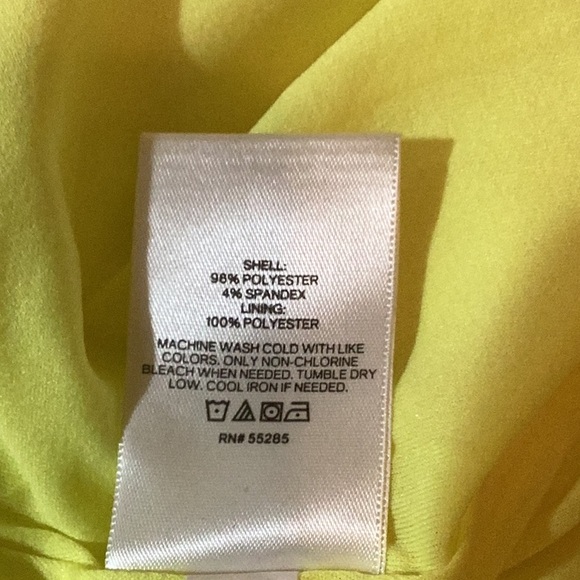 SHELL:
96% POLYESTER
4% SPANDEX
LINING:
100% POLYESTER
MACHINE WASH COLD WITH LIKE
COLORS. ONLY NON-CHLORINE
BLEACH WHEN NEEDED. TUMBLE DRY
LOW. COOL IRON IF NEEDED.
RN# 55285